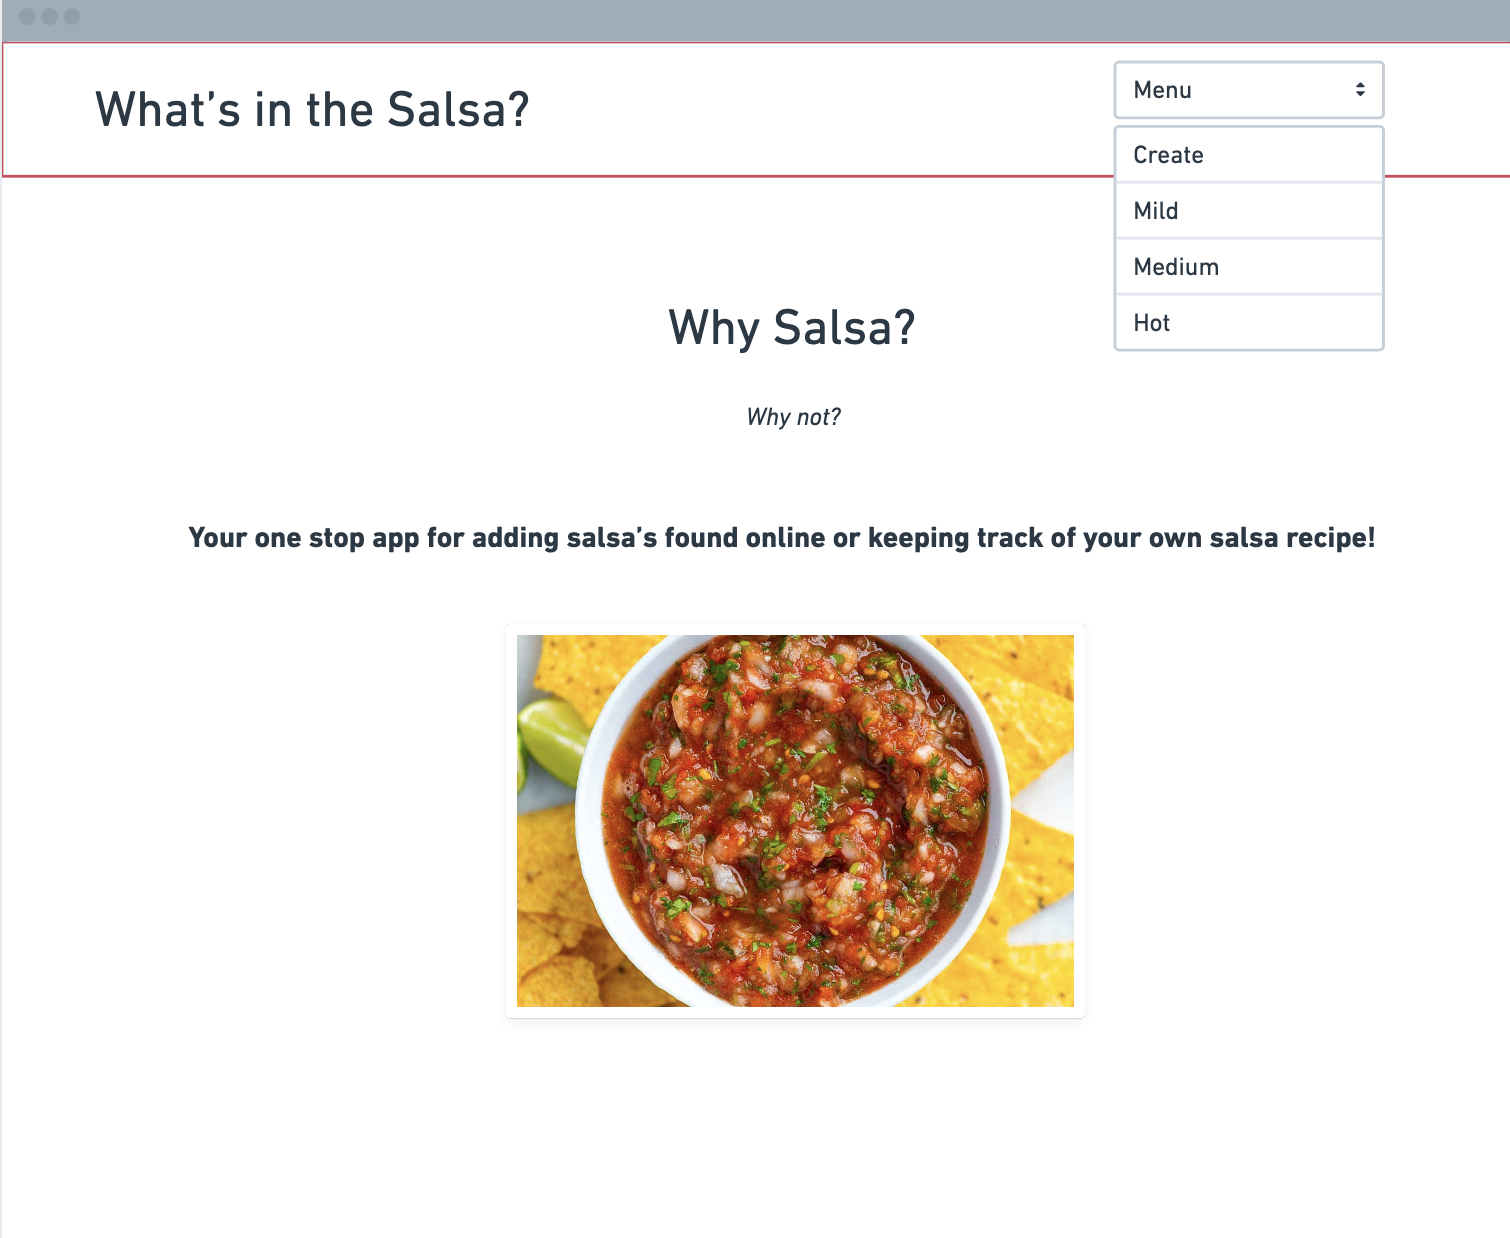 What’s in the Salsa?
Menu
Create
Mild
Medium
Hot
Why Salsa?
Why not?
Your one stop app for adding salsa’s found online or keeping track of your own salsa recipe!